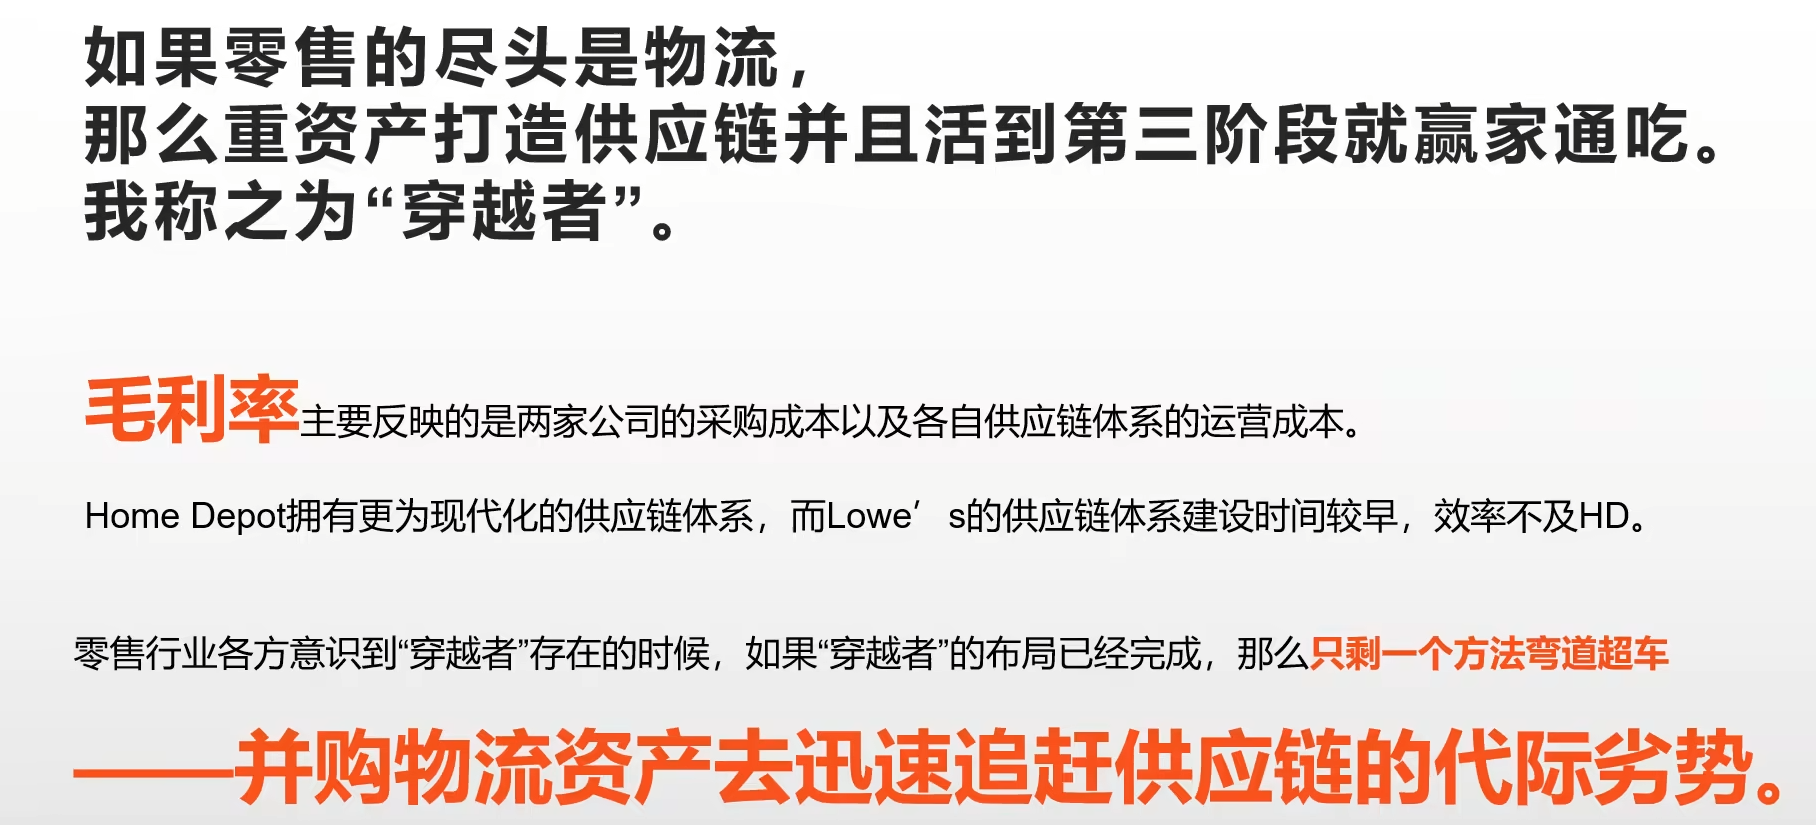 如果零售的尽头是物流，
那么重资产打造供应链并且活到第三阶段就赢家通吃。
我称之为“穿越者”。
毛利率主要反映的是两家公司的采购成本以及各自供应链体系的运营成本。
Home Depot拥有更为现代化的供应链体系，而Lowe’s的供应链体系建设时间较早，效率不及HD。
零售行业各方意识到“穿越者”存在的时候，如果“穿越者”的布局已经完成，那么只剩一个方法弯道超车
——并购物流资产去迅速追赶供应链的代际劣势。